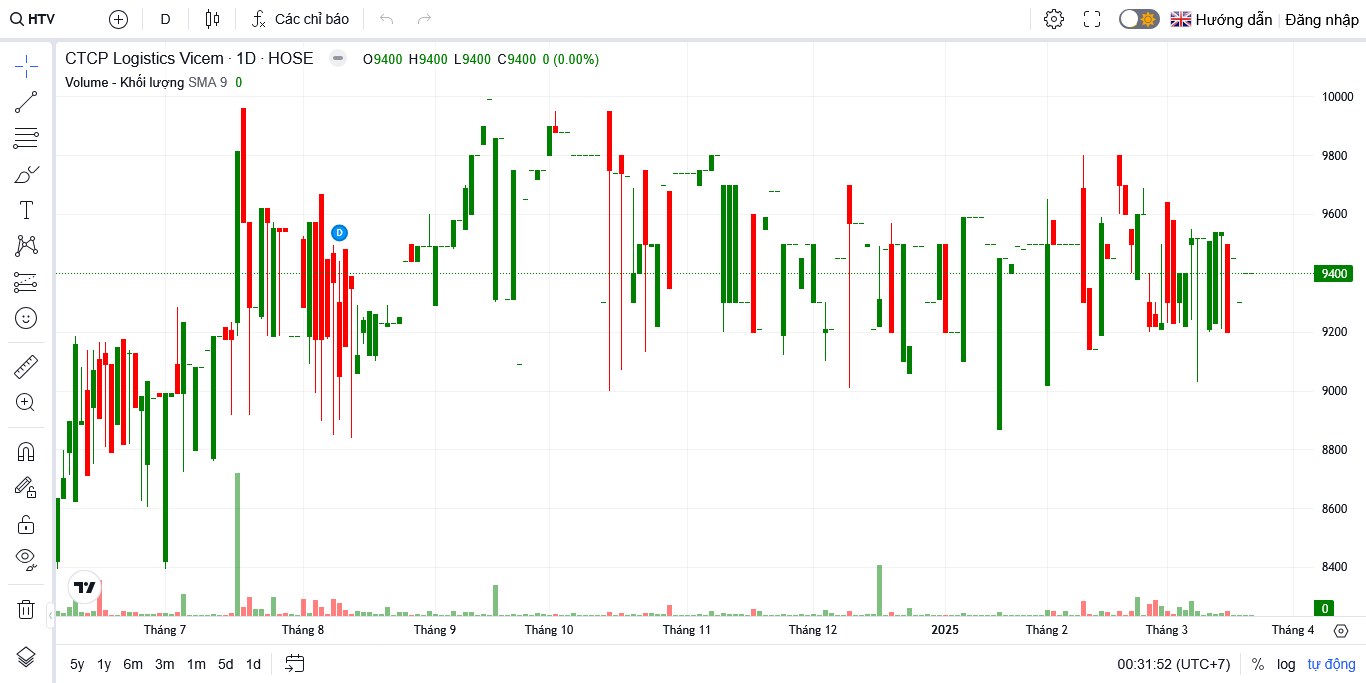 HTV D Các chỉ báo Hướng dẫn Đăng nhập
CTCP Logistics Vicem · 1D · HOSE O9400 H9400 L9400 C9400 0 (0.00%)
Volume - Khối lượng SMA 9 0
10000
9800
9600
9400
9200
9000
8800
8600
8400
0
D
Tháng 7 Tháng 8 Tháng 9 Tháng 10 Tháng 11 Tháng 12 2025 Tháng 2 Tháng 3 Tháng 4
5y 1y 6m 3m 1m 5d 1d 00:31:52 (UTC+7) % log tự động